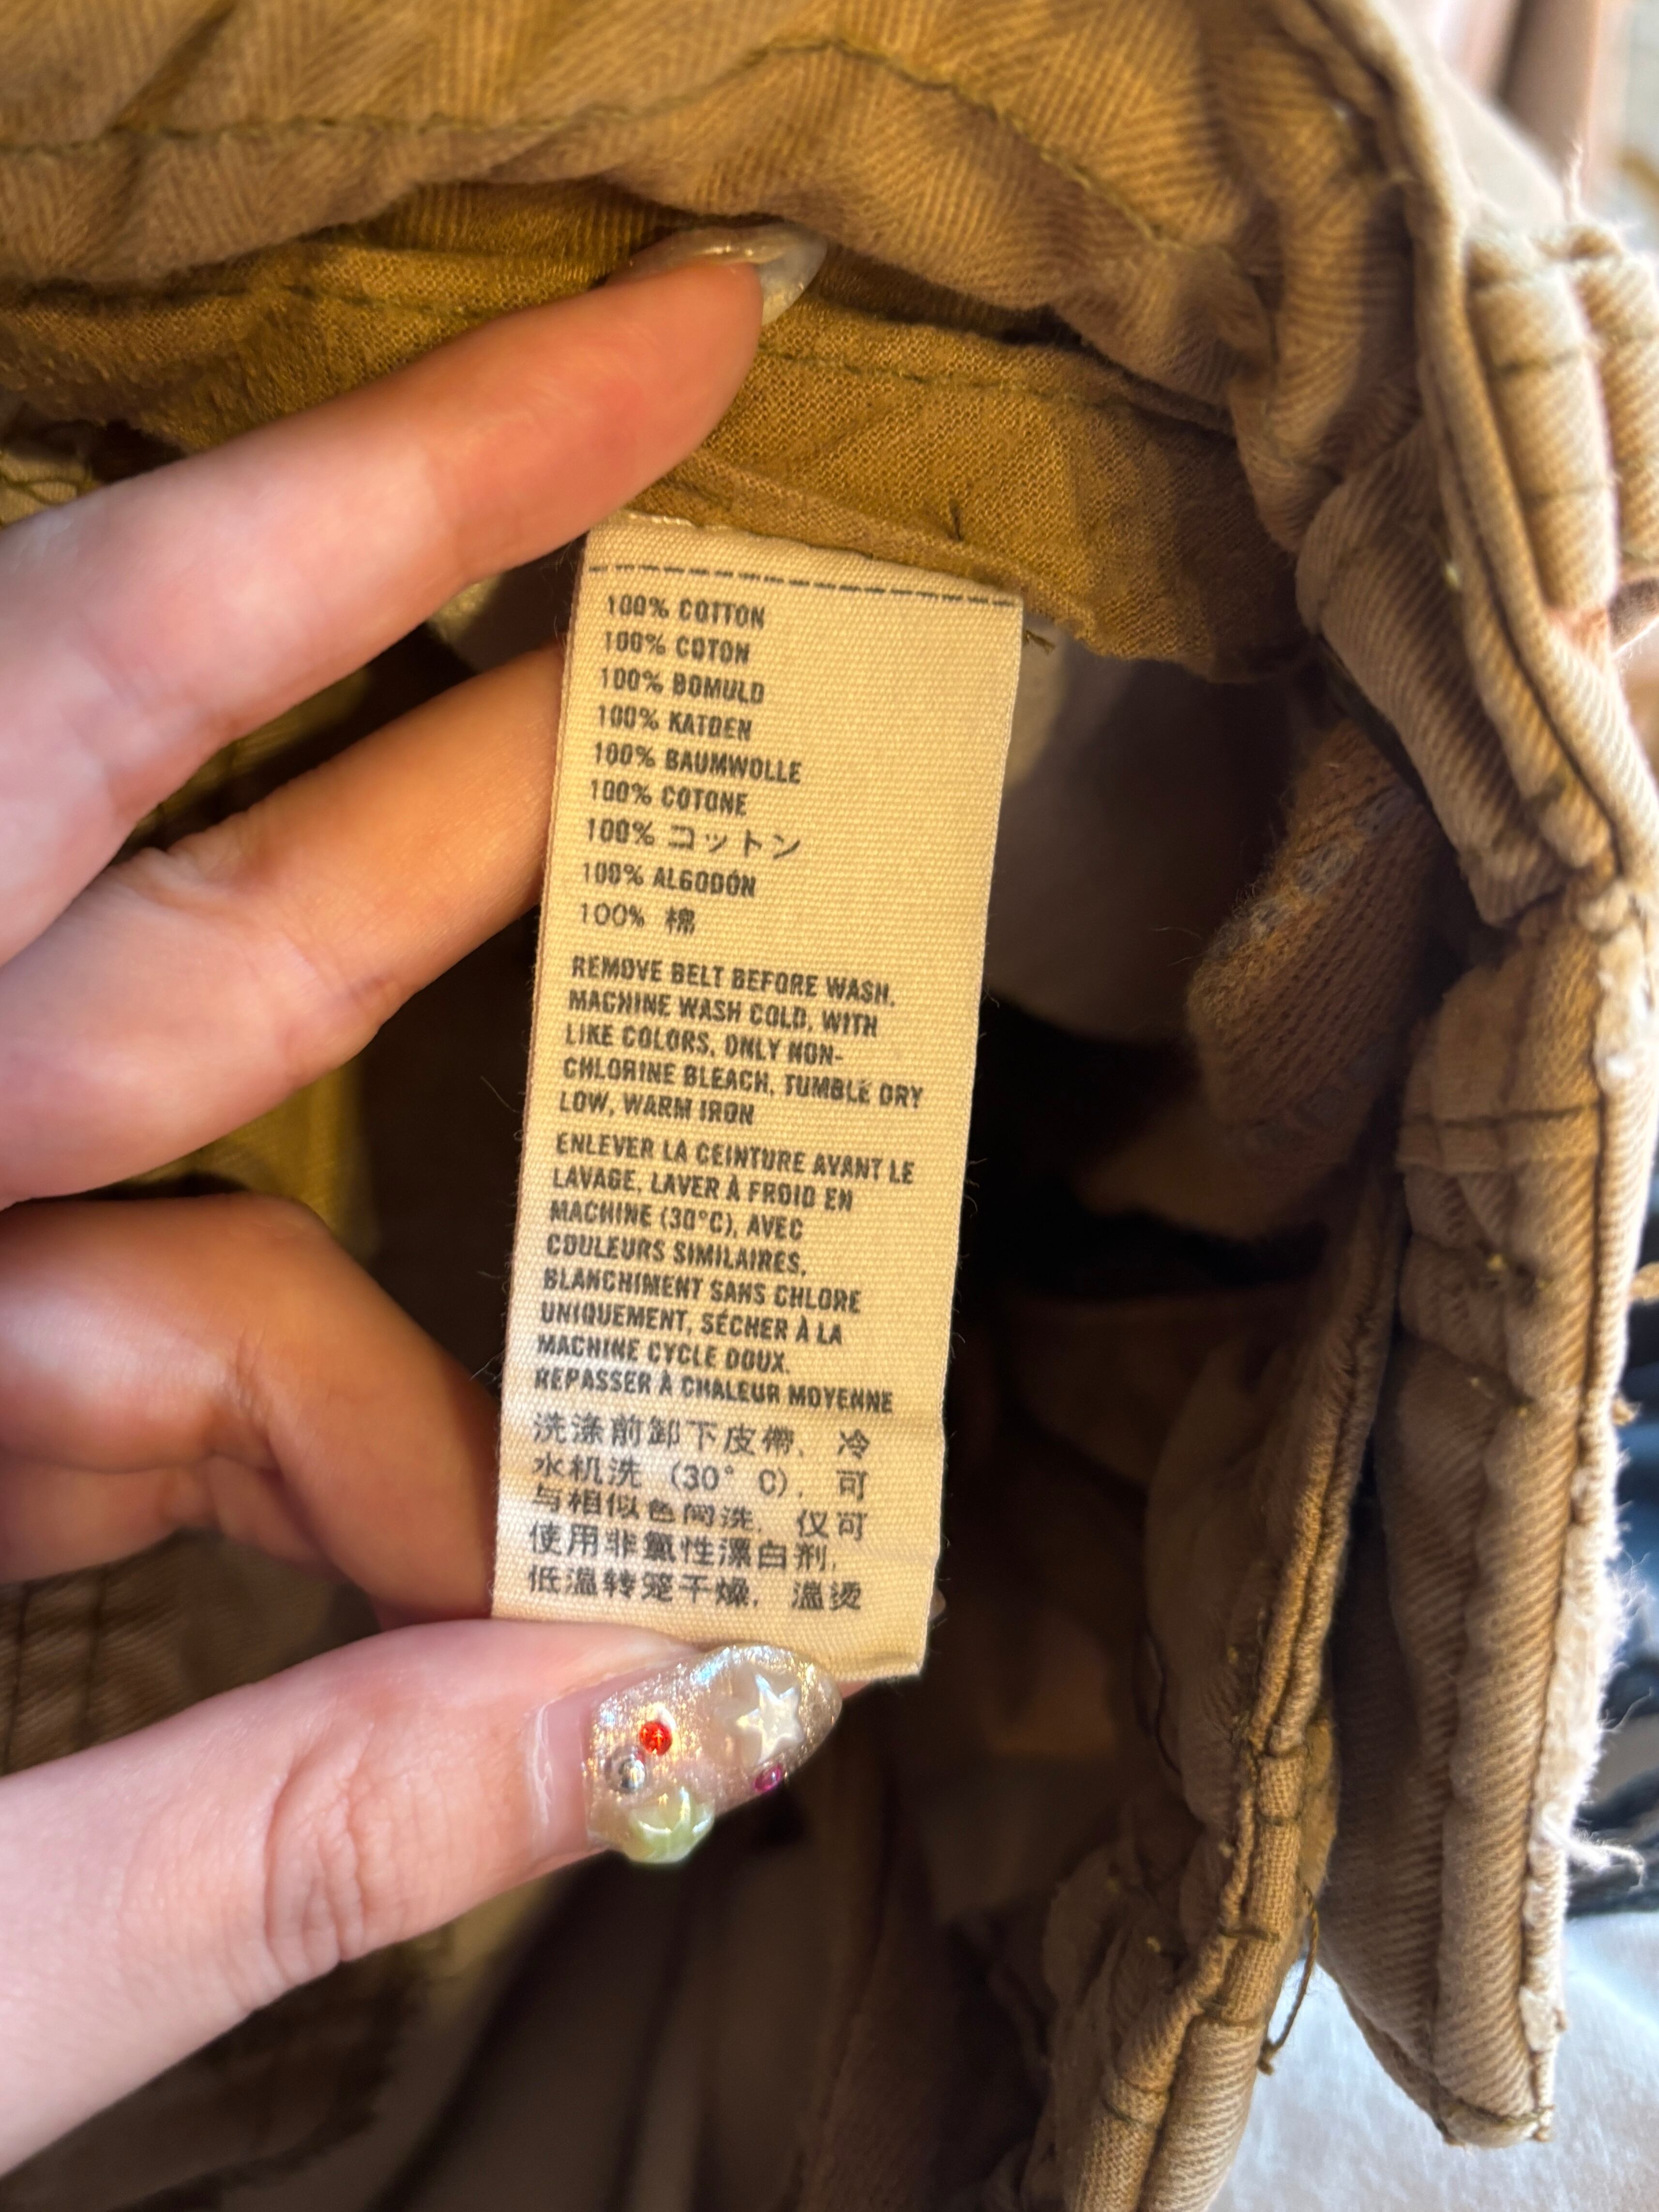 100% COTTON
100% COTON
100% BOMULD
100% KATOEN
100% BAUMWOLLE
100% COTONE
100% コットン
100% ALGODÓN
100% 棉
REMOVE BELT BEFORE WASH.
MACHINE WASH COLD, WITH
LIKE COLORS, ONLY NON-
CHLORINE BLEACH, TUMBLE DRY
LOW, WARM IRON
ENLEVER LA CEINTURE AVANT LE
LAVAGE. LAVER À FROID EN
MACHINE (30°C), AVEC
COULEURS SIMILAIRES.
BLANCHIMENT SANS CHLORE
UNIQUEMENT, SÉCHER À LA
MACHINE CYCLE DOUX.
REPASSER À CHALEUR MOYENNE
洗涤前卸下皮带, 冷
水机洗 (30° C), 可
与相似色同洗, 仅可
使用非氯性漂白剂,
低温转笼干燥, 温烫